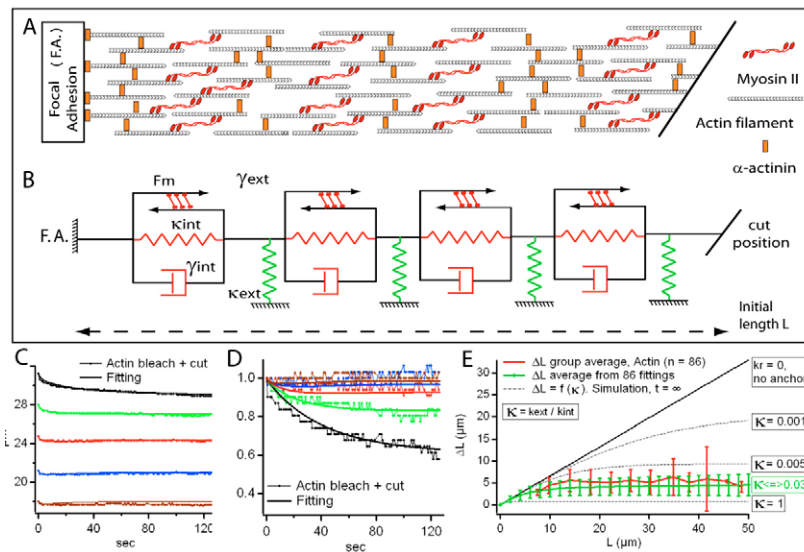 A
Focal
Adhesion
( F.A. )
Myosin II
Actin filament
α-actinin
B
Fm
γext
κint
F.A.
γint
κext
cut
position
Initial
length L
C
Actin bleach + cut
Fitting
28
24
20
0
40
80
120
sec
D
1.0
0.8
0.6
0.4
Actin bleach + cut
Fitting
0
40
80
120
sec
E
ΔL group average, Actin (n = 86)
ΔL average from 86 fittings
ΔL = f (κ). Simulation, t = ∞
κ = kext / kint
kr = 0,
no anchor
κ = 0.001
κ = 0.005
κ<=>0.03
κ = 1
ΔL (μm)
30
25
20
15
10
5
0
0
10
20
30
40
50
L (μm)